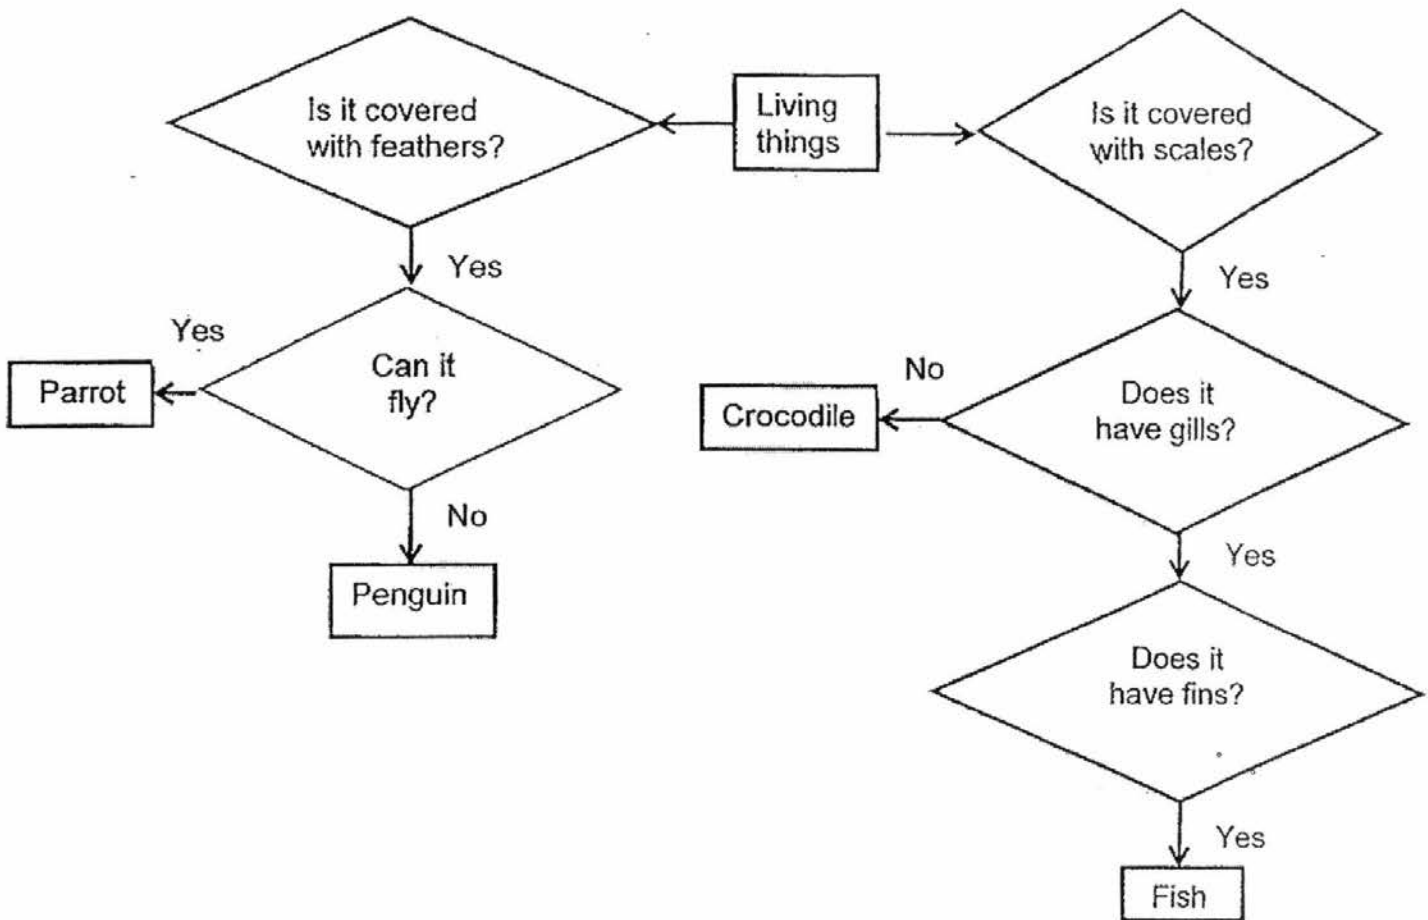 Is it covered
with feathers?
Living
things
Is it covered
with scales?
Yes
Yes
Yes
Can it
fly?
Parrot
No
Does it
have gills?
Crocodile
No
Penguin
Yes
Does it
have fins?
Yes
Fish